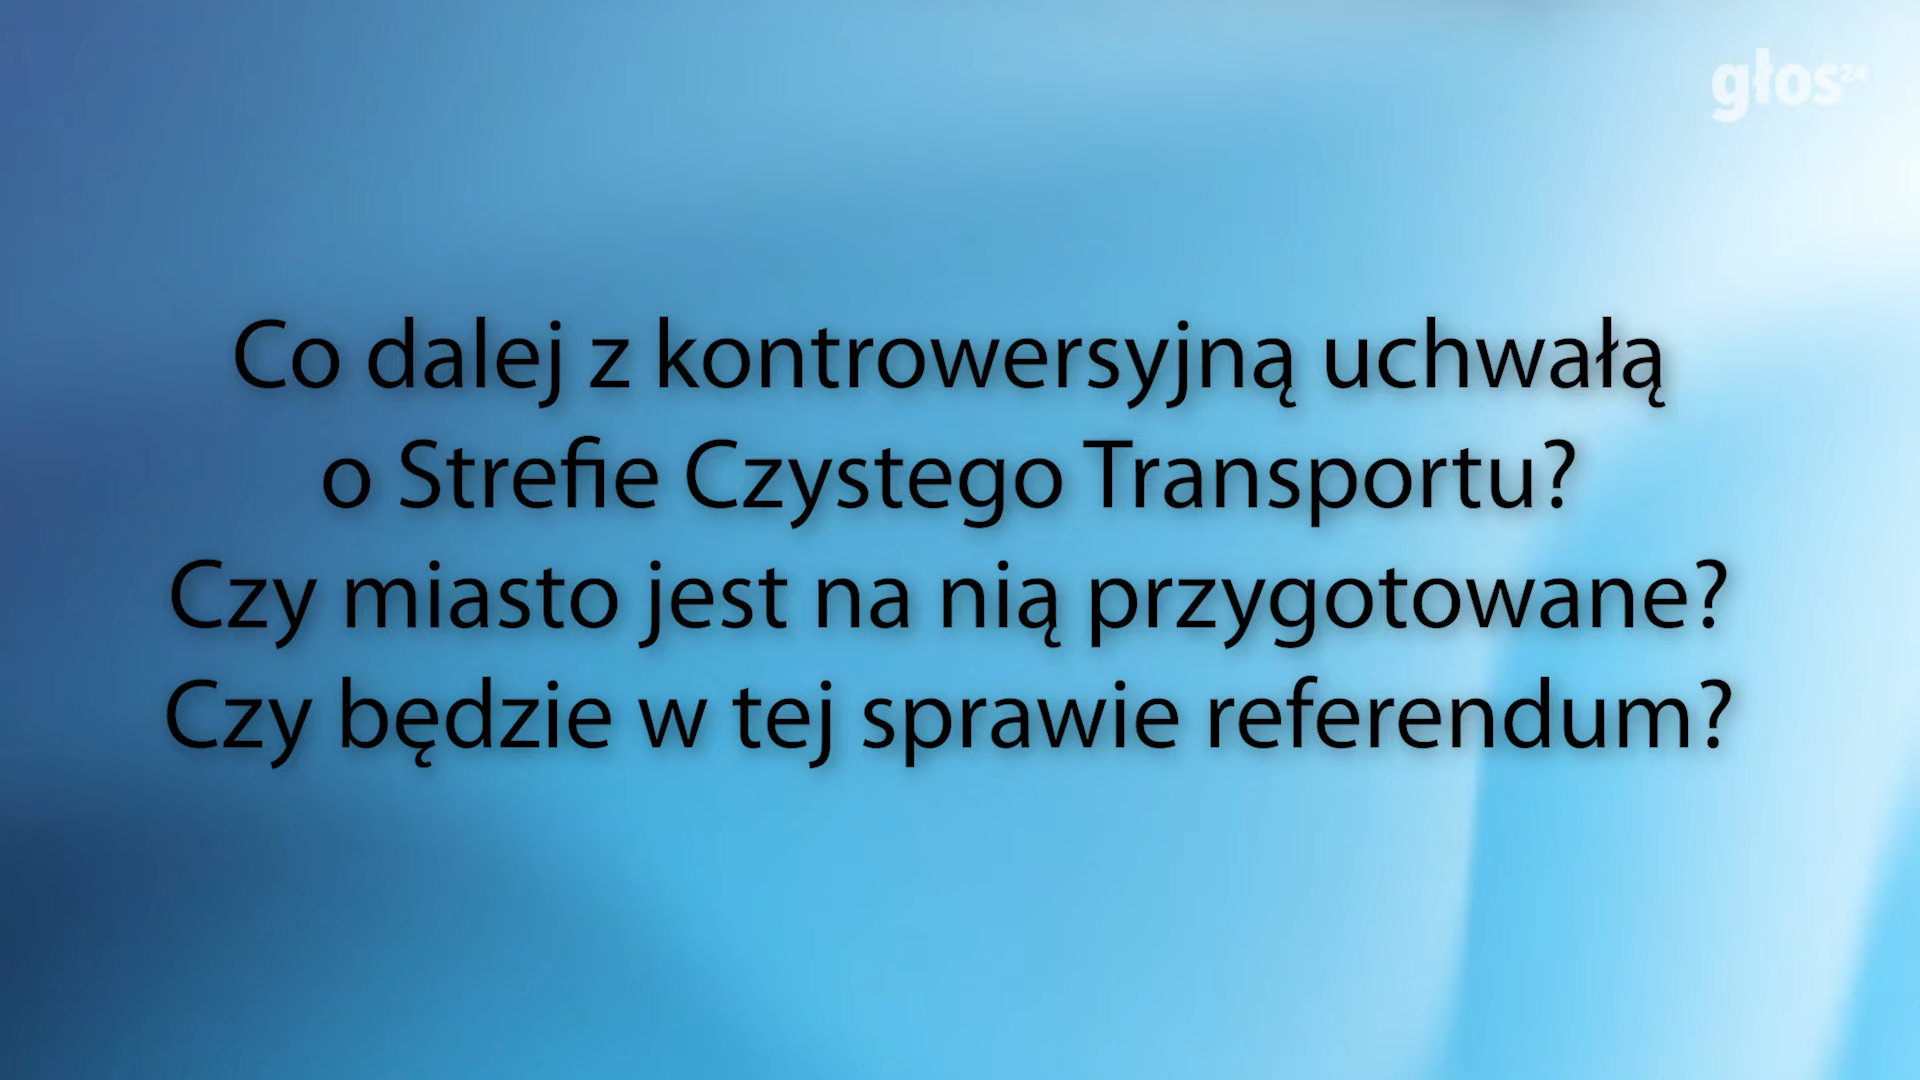 głos24
Co dalej z kontrowersyjną uchwałą
o Strefie Czystego Transportu?
Czy miasto jest na nią przygotowane?
Czy będzie w tej sprawie referendum?